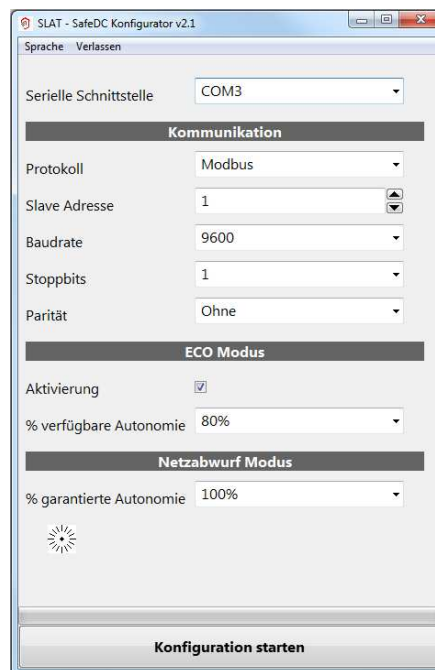 SLAT - SafeDC Konfigurator v2.1
Sprache Verlassen
Serielle Schnittstelle COM3
Kommunikation
Protokoll Modbus
Slave Adresse 1
Baudrate 9600
Stoppbits 1
Parität Ohne
ECO Modus
Aktivierung
% verfügbare Autonomie 80%
Netzabwurf Modus
% garantierte Autonomie 100%
Konfiguration starten